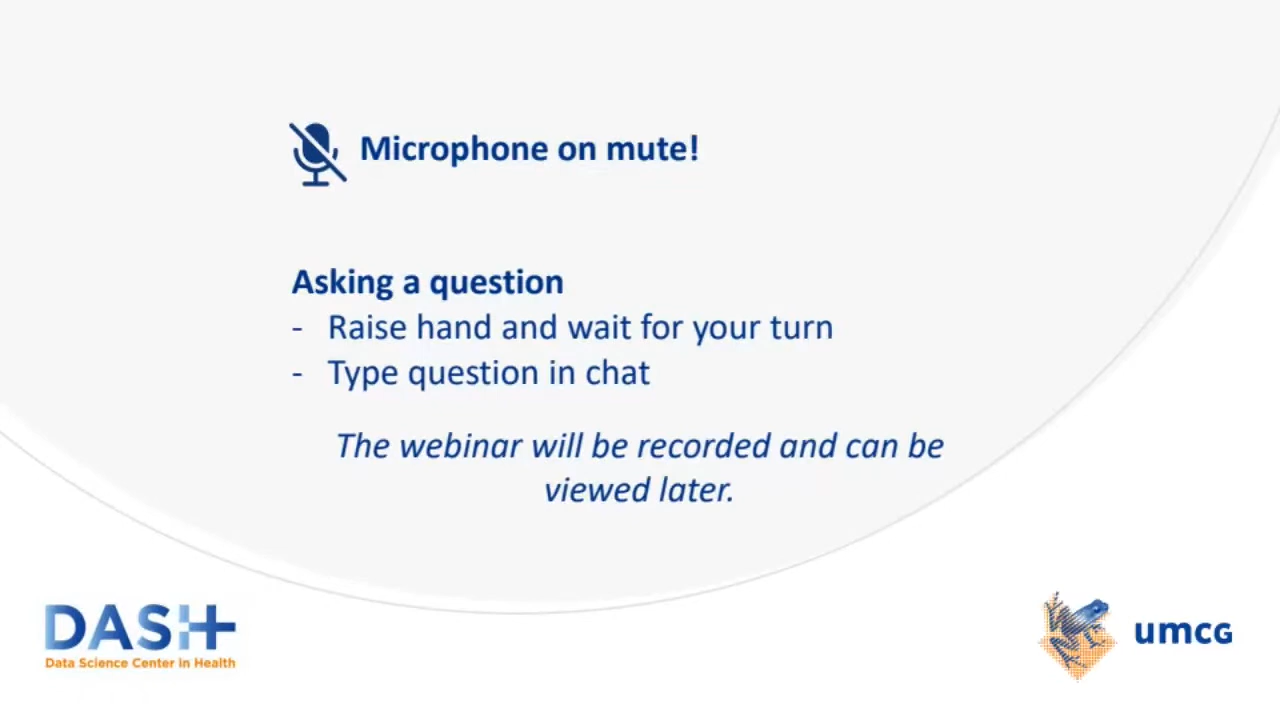 Microphone on mute!
Asking a question
- Raise hand and wait for your turn
- Type question in chat
The webinar will be recorded and can be
viewed later.
DASH
Data Science Center in Health
umcg